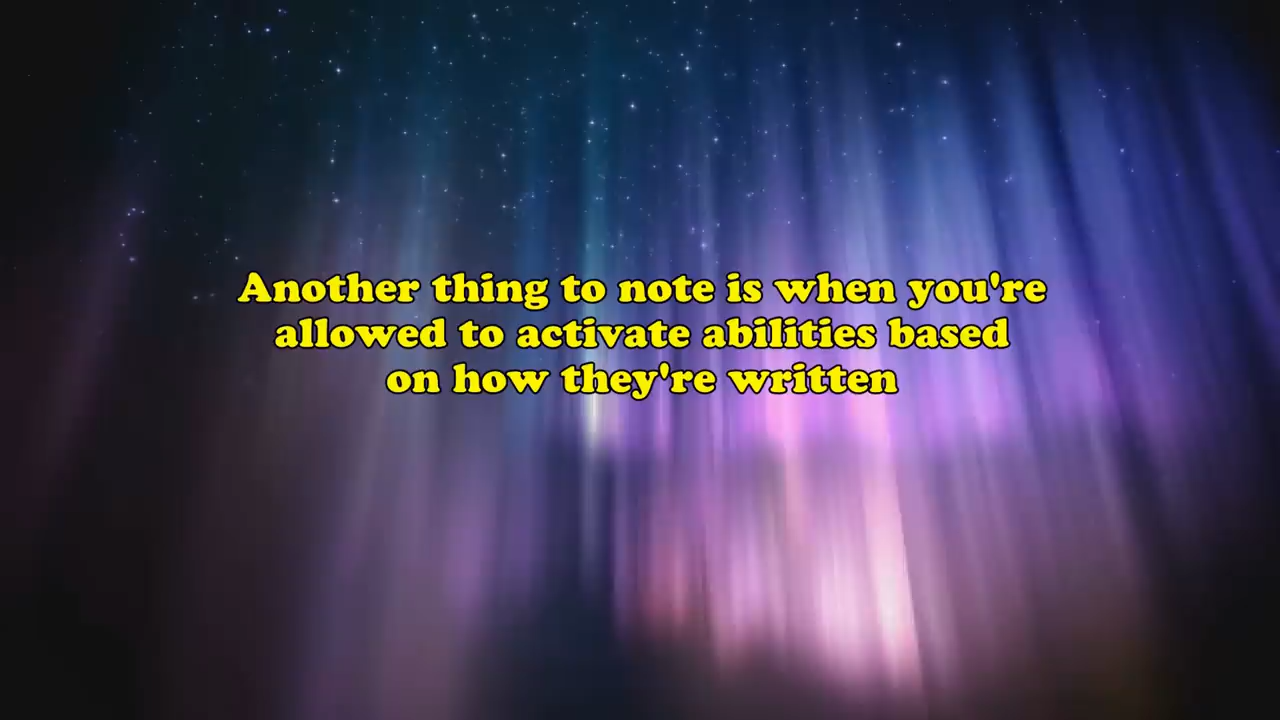 Another thing to note is when you're
allowed to activate abilities based
on how they're written